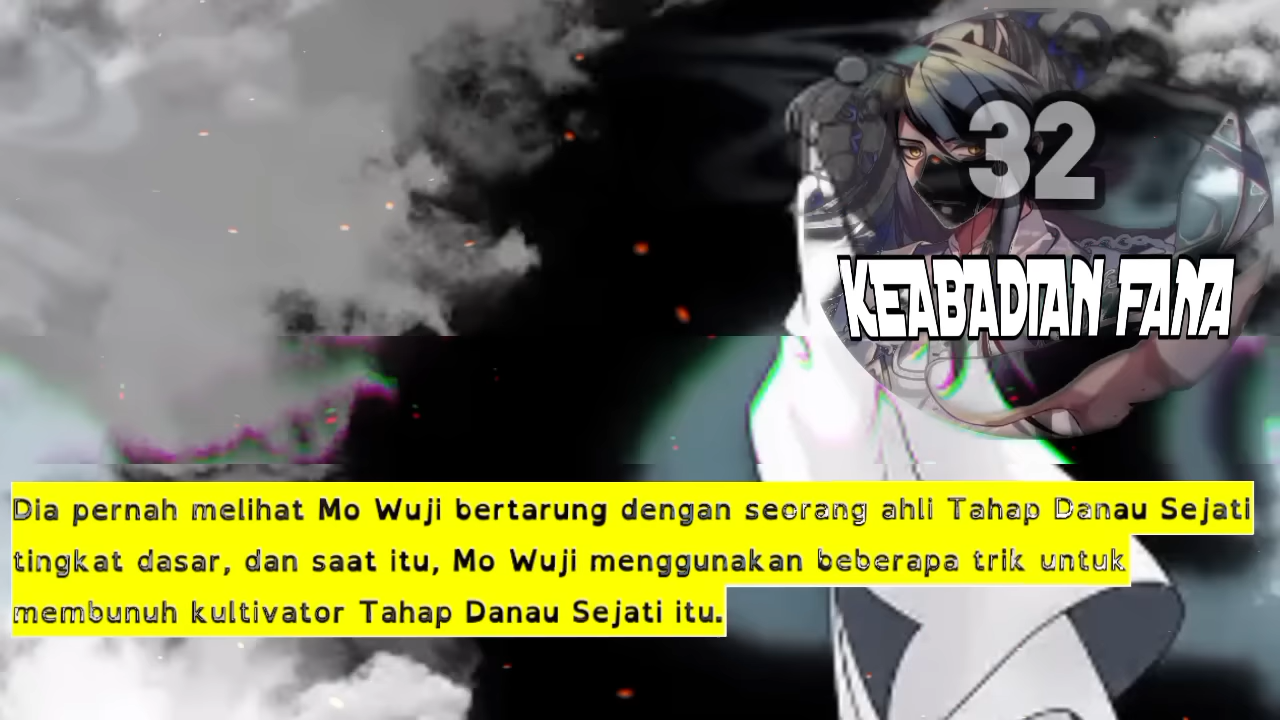 32
KEABADIAN FANA
Dia pernah melihat Mo Wuji bertarung dengan seorang ahli Tahap Danau Sejati
tingkat dasar, dan saat itu, Mo Wuji menggunakan beberapa trik untuk
membunuh kultivator Tahap Danau Sejati itu.